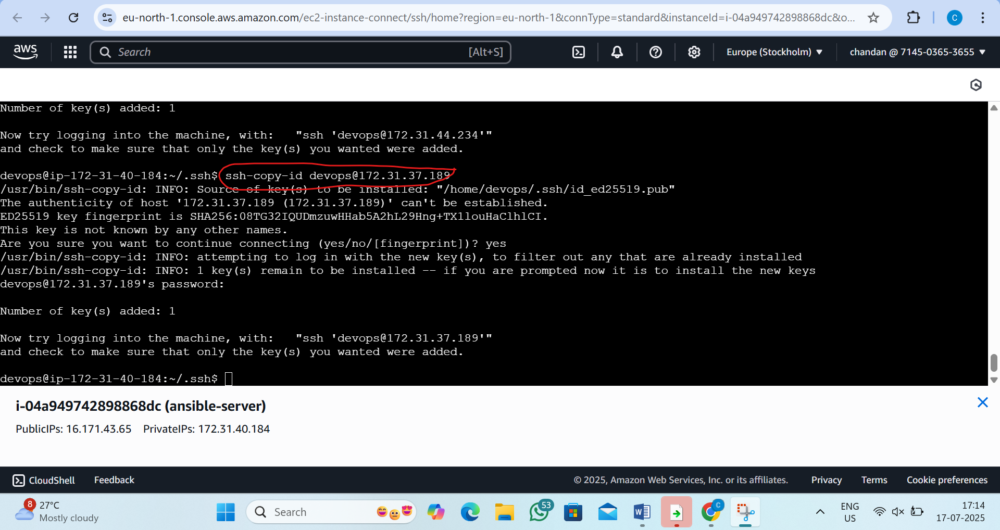 eu-north-1.console.aws.amazon.com/ec2-instance-connect/ssh/home?region=eu-north-1&connType=standard&instanceId=i-04a949742898868dc&o...
C
aws
Search
[Alt+S]
Europe (Stockholm)
chandan @ 7145-0365-3655
Number of key(s) added: 1
Now try logging into the machine, with:   "ssh 'devops@172.31.44.234'"
and check to make sure that only the key(s) you wanted were added.
devops@ip-172-31-40-184:~/.ssh$ ssh-copy-id devops@172.31.37.189
/usr/bin/ssh-copy-id: INFO: Source of key(s) to be installed: "/home/devops/.ssh/id_ed25519.pub"
The authenticity of host '172.31.37.189 (172.31.37.189)' can't be established.
ED25519 key fingerprint is SHA256:08TG32IQUDmzuwHHab5A2hL29Hng+TX1louHaClhlCI.
This key is not known by any other names.
Are you sure you want to continue connecting (yes/no/[fingerprint])? yes
/usr/bin/ssh-copy-id: INFO: attempting to log in with the new key(s), to filter out any that are already installed
/usr/bin/ssh-copy-id: INFO: 1 key(s) remain to be installed -- if you are prompted now it is to install the new keys
devops@172.31.37.189's password:
Number of key(s) added: 1
Now try logging into the machine, with:   "ssh 'devops@172.31.37.189'"
and check to make sure that only the key(s) you wanted were added.
devops@ip-172-31-40-184:~/.ssh$
i-04a949742898868dc (ansible-server)
PublicIPs: 16.171.43.65    PrivateIPs: 172.31.40.184
CloudShell
Feedback
© 2025, Amazon Web Services, Inc. or its affiliates.
Privacy
Terms
Cookie preferences
8
27°C
Mostly cloudy
Search
53
W
C
ENG
US
17:14
17-07-2025